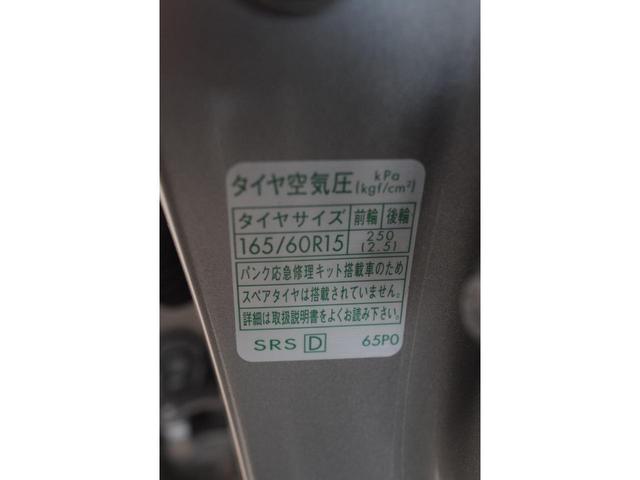 タイヤ空気圧 kPa
(kgf/cm²)
タイヤサイズ 前輪 後輪
165/60R15 250
(2.5)
パンク応急修理キット搭載車のため
スペアタイヤは搭載されていません。
詳細は取扱説明書をよくお読み下さい。
SRS D 65P0